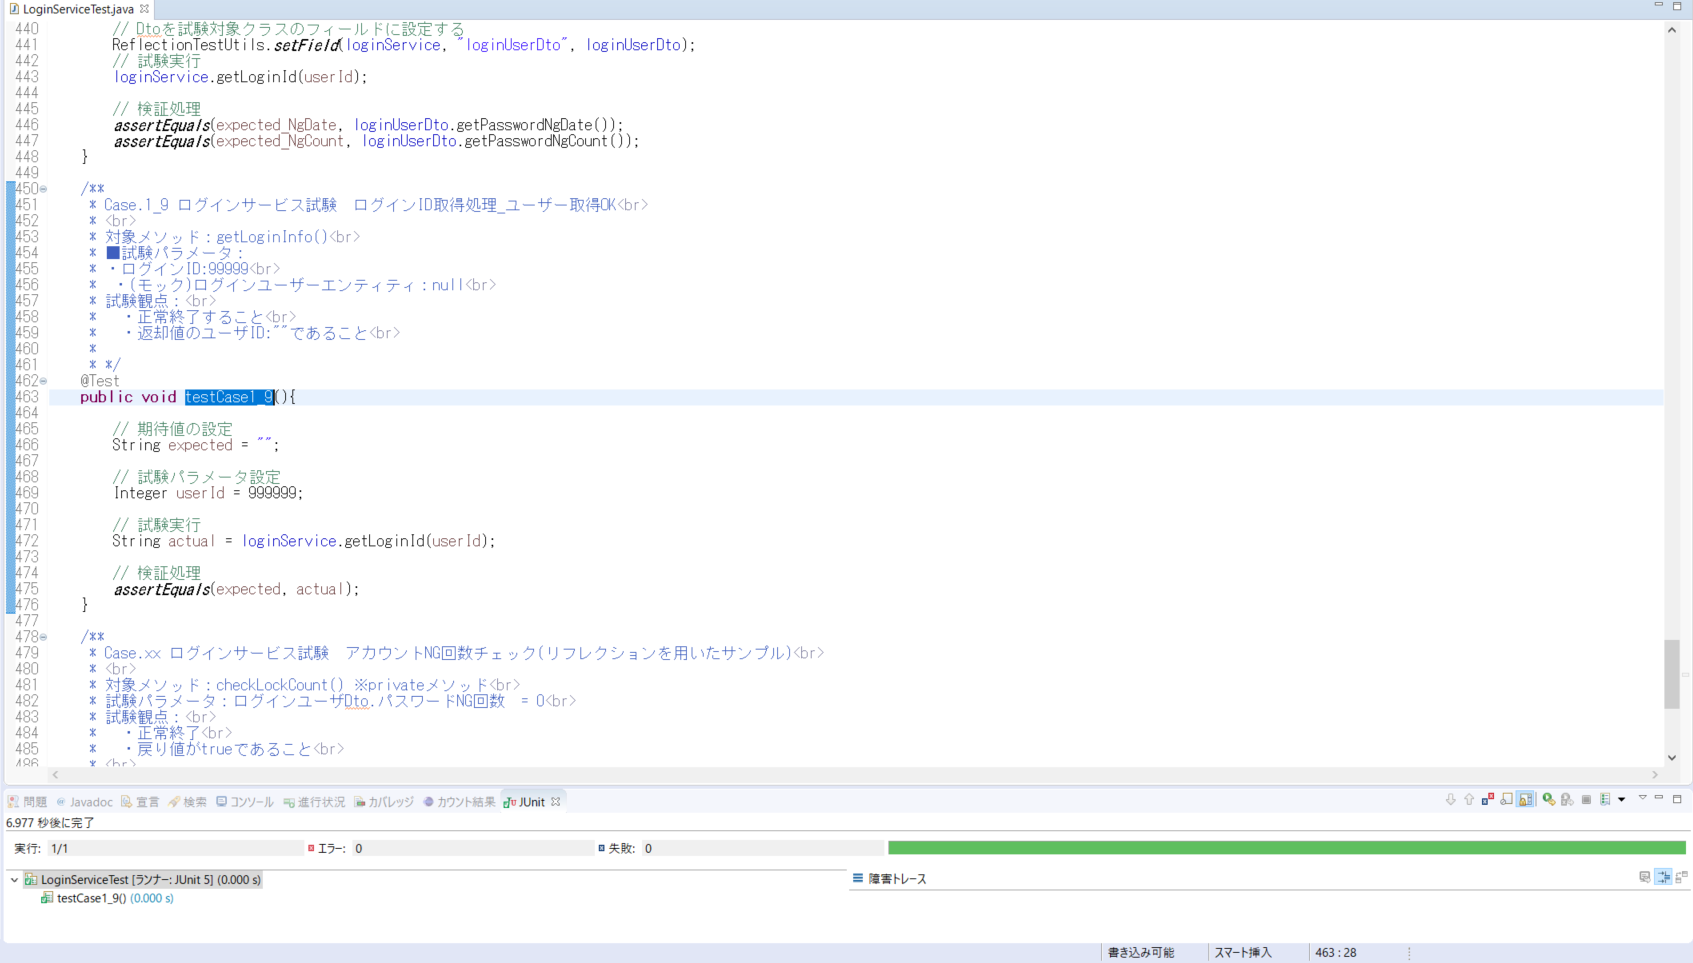 LoginServiceTest.java
440 // Dtoを試験対象クラスのフィールドに設定する
441 ReflectionTestUtils.setField(loginService, "loginUserDto", loginUserDto);
442 // 試験実行
443 loginService.getLoginId(userId);
444
445 // 検証処理
446 assertEquals(expected_NgDate, loginUserDto.getPasswordNgDate());
447 assertEquals(expected_NgCount, loginUserDto.getPasswordNgCount());
448 }
449
450 /**
451 * Case.1_9 ログインサービス試験　ログインID取得処理_ユーザー取得OK<br>
452 * <br>
453 * 対象メソッド：getLoginInfo()<br>
454 * ■試験パラメータ：
455 * ・ログインID:99999<br>
456 * ・(モック)ログインユーザーエンティティ：null<br>
457 * 試験観点：<br>
458 * ・正常終了すること<br>
459 * ・返却値のユーザID:""であること<br>
460 *
461 * */
462 @Test
463 public void testCase1_9(){
464
465 // 期待値の設定
466 String expected = "";
467
468 // 試験パラメータ設定
469 Integer userId = 999999;
470
471 // 試験実行
472 String actual = loginService.getLoginId(userId);
473
474 // 検証処理
475 assertEquals(expected, actual);
476 }
477
478 /**
479 * Case.xx ログインサービス試験　アカウントNG回数チェック(リフレクションを用いたサンプル)<br>
480 * <br>
481 * 対象メソッド：checkLockCount() ※privateメソッド<br>
482 * 試験パラメータ：ログインユーザDto.パスワードNG回数　= 0<br>
483 * 試験観点：<br>
484 * ・正常終了<br>
485 * ・戻り値がtrueであること<br>
486 * <br>
問題 @ Javadoc 宣言 検索 コンソール 進行状況 カバレッジ カウント結果 JUnit
6.977 秒後に完了
実行: 1/1 エラー: 0 失敗: 0
LoginServiceTest [ランナー: JUnit 5] (0.000 s) 障害トレース
testCase1_9() (0.000 s)
書き込み可能 スマート挿入 463 : 28